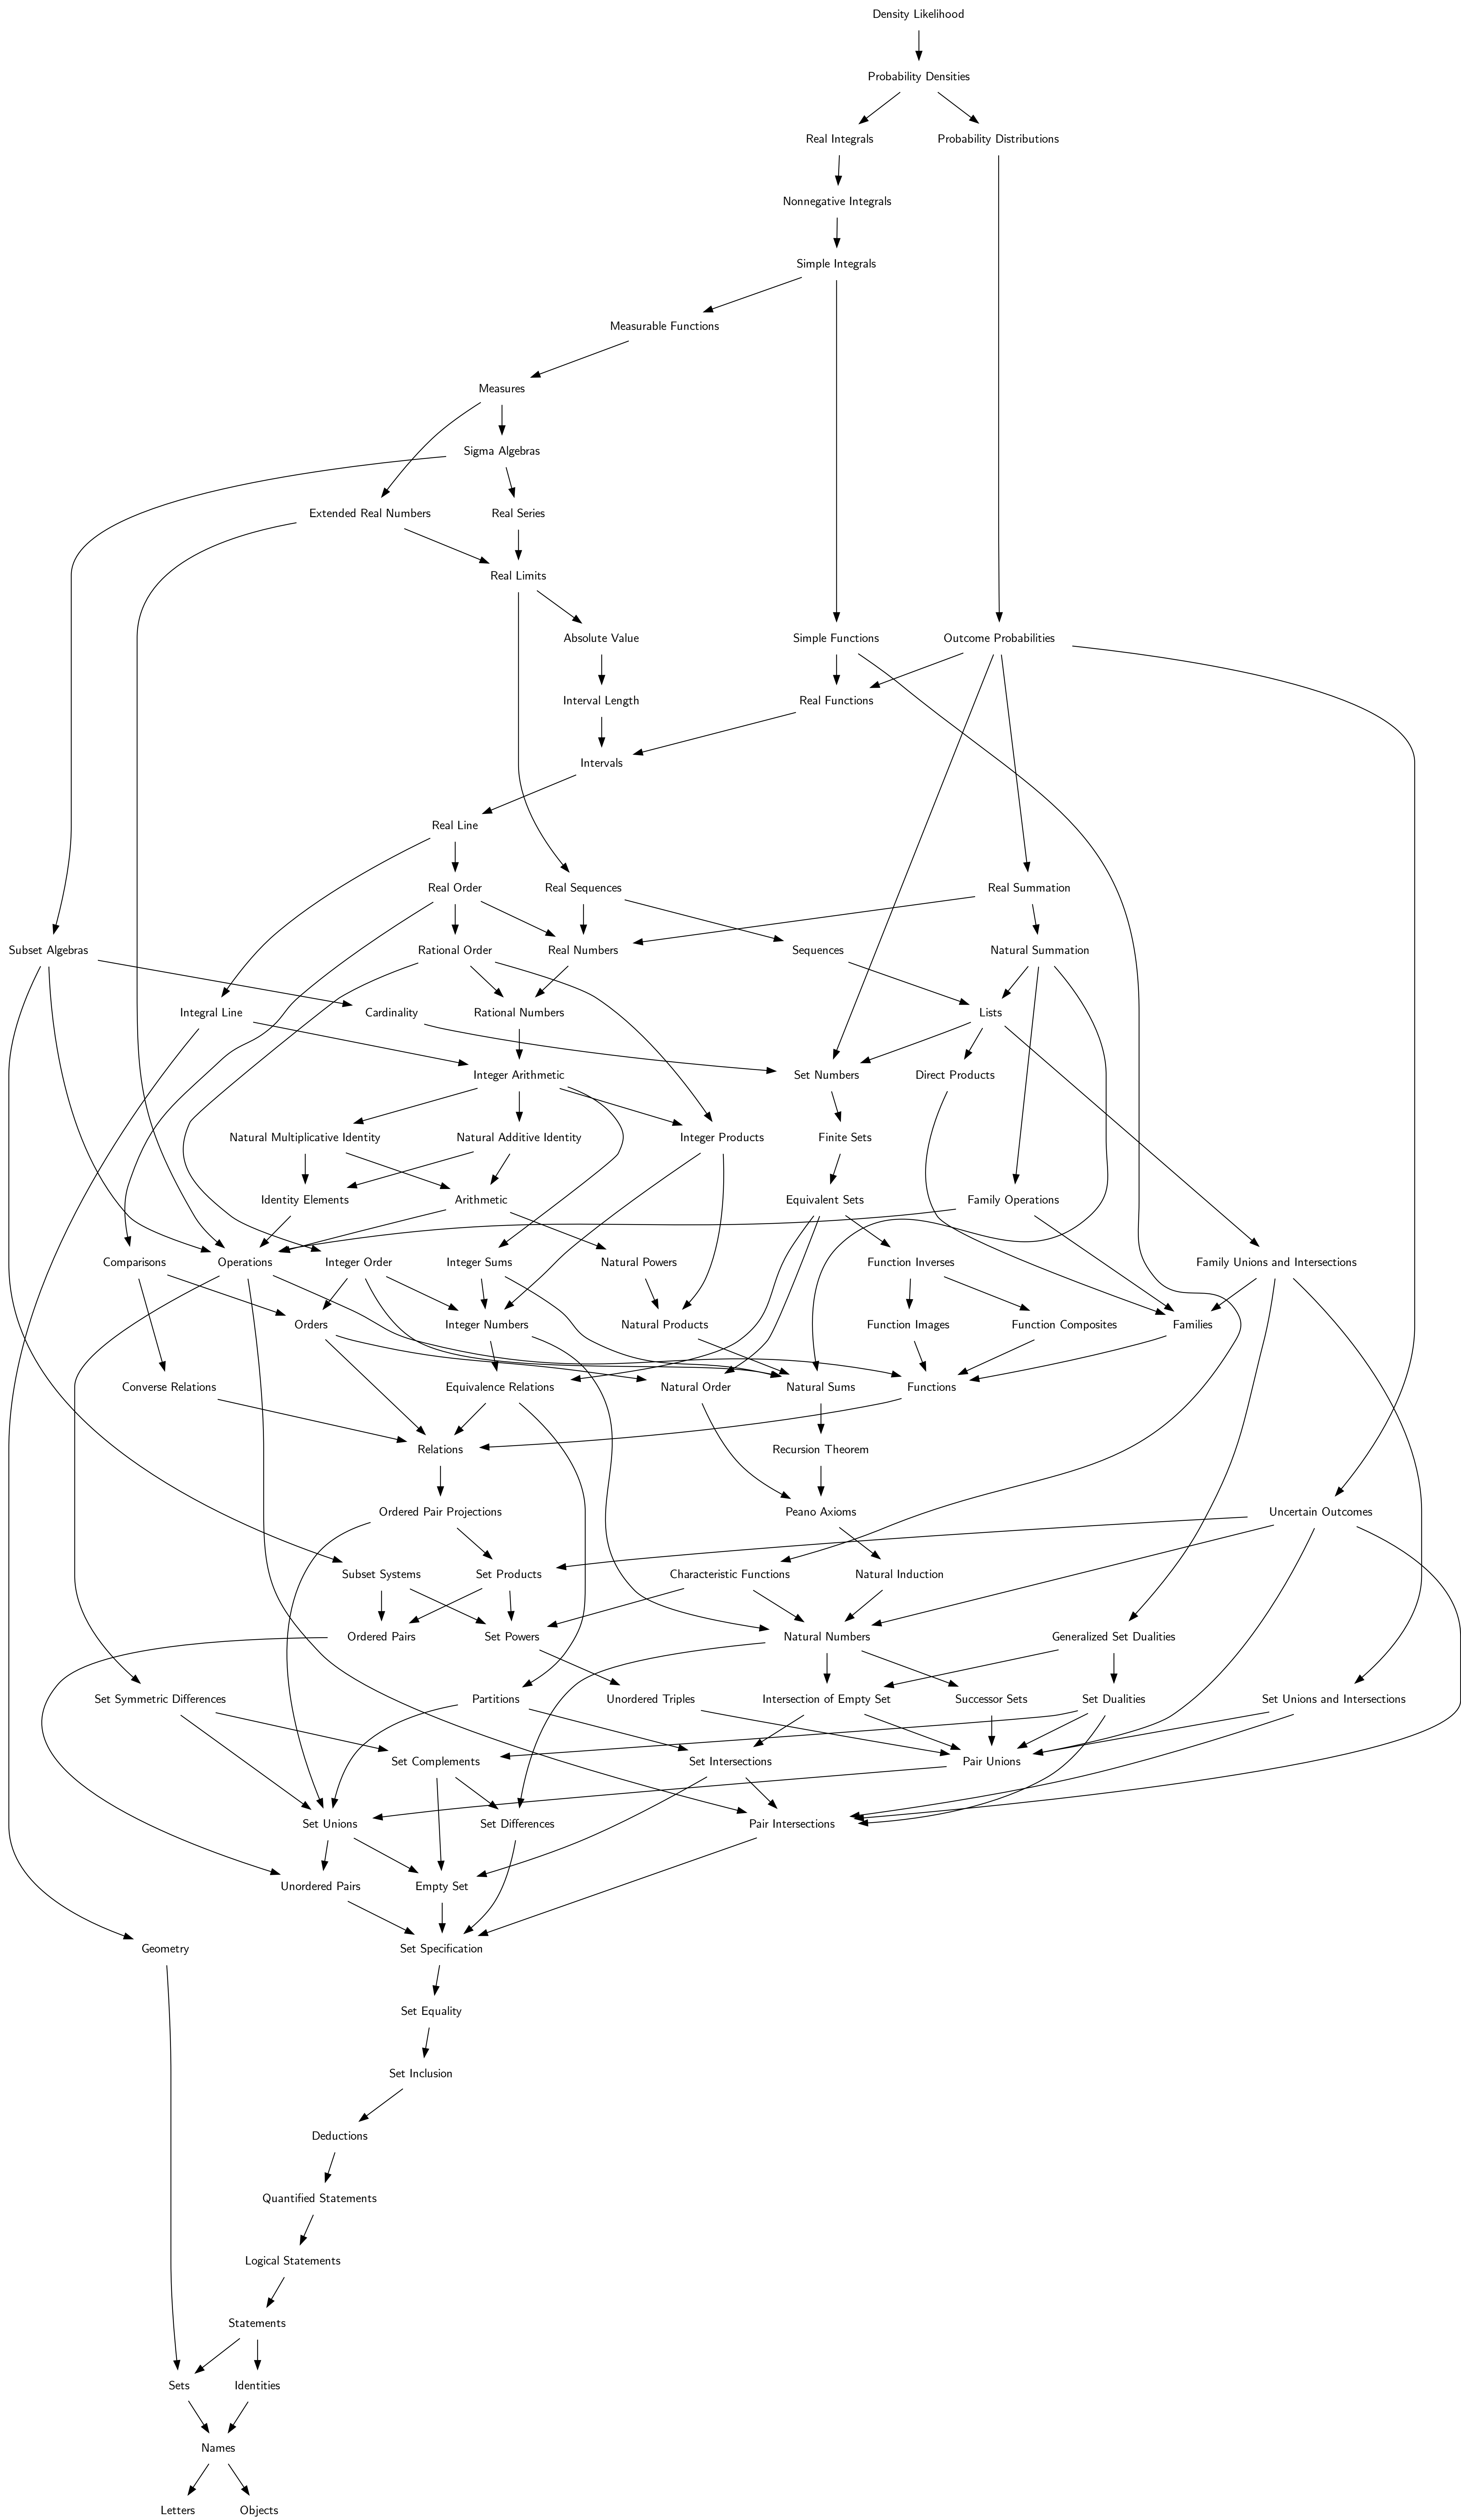 Density Likelihood
Probability Densities
Real Integrals
Probability Distributions
Nonnegative Integrals
Simple Integrals
Measurable Functions
Measures
Sigma Algebras
Extended Real Numbers
Real Series
Real Limits
Absolute Value
Simple Functions
Outcome Probabilities
Interval Length
Real Functions
Intervals
Real Line
Real Order
Real Sequences
Real Summation
Subset Algebras
Rational Order
Real Numbers
Sequences
Natural Summation
Integral Line
Cardinality
Rational Numbers
Lists
Integer Arithmetic
Set Numbers
Direct Products
Natural Multiplicative Identity
Natural Additive Identity
Integer Products
Finite Sets
Identity Elements
Arithmetic
Equivalent Sets
Family Operations
Comparisons
Operations
Integer Order
Integer Sums
Natural Powers
Function Inverses
Family Unions and Intersections
Orders
Integer Numbers
Natural Products
Function Images
Function Composites
Families
Converse Relations
Equivalence Relations
Natural Order
Natural Sums
Functions
Relations
Recursion Theorem
Ordered Pair Projections
Peano Axioms
Uncertain Outcomes
Subset Systems
Set Products
Characteristic Functions
Natural Induction
Ordered Pairs
Set Powers
Natural Numbers
Generalized Set Dualities
Set Symmetric Differences
Partitions
Unordered Triples
Intersection of Empty Set
Successor Sets
Set Dualities
Set Unions and Intersections
Set Complements
Set Intersections
Pair Unions
Set Unions
Set Differences
Pair Intersections
Unordered Pairs
Empty Set
Geometry
Set Specification
Set Equality
Set Inclusion
Deductions
Quantified Statements
Logical Statements
Statements
Sets
Identities
Names
Letters
Objects